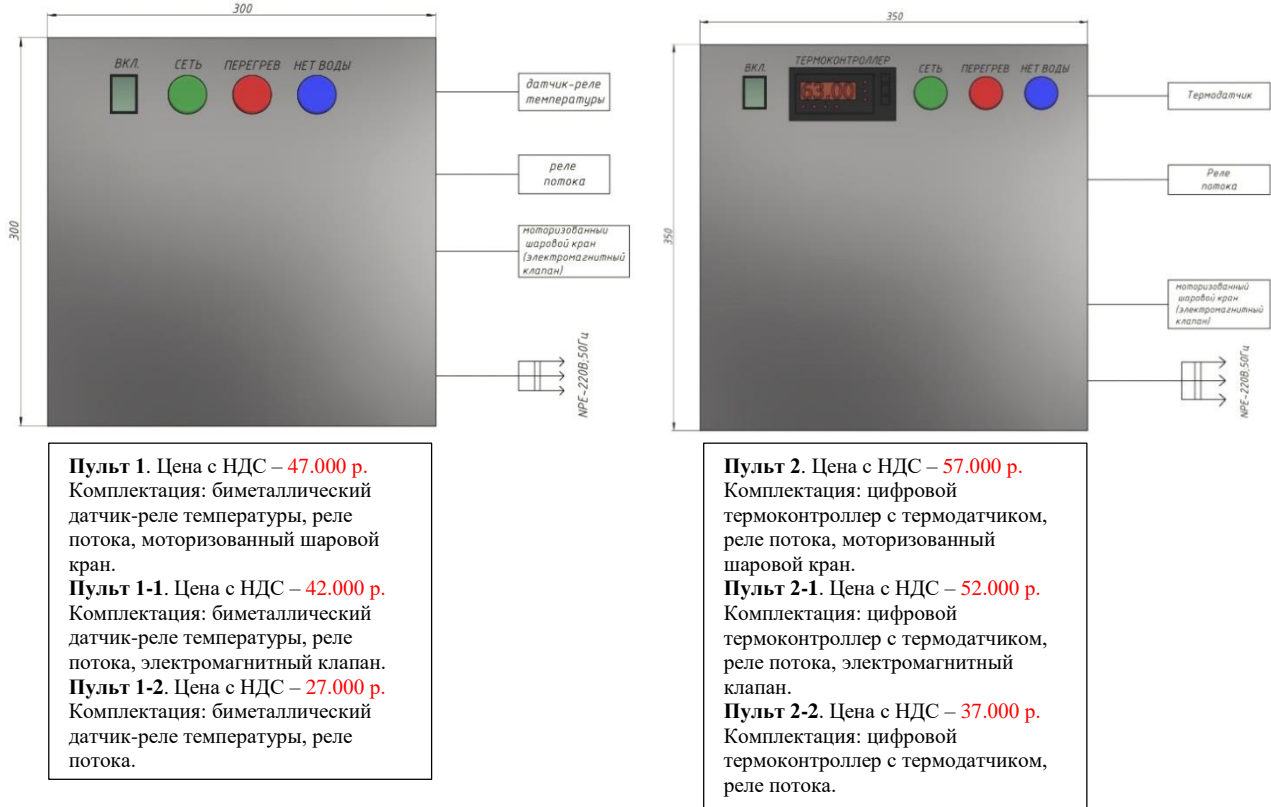 300
300
ВКЛ.
СЕТЬ
ПЕРЕГРЕВ
НЕТ ВОДЫ
датчик-реле
температуры
реле
потока
моторизованный
шаровой кран
(электромагнитный
клапан)
NPE~220В,50Гц
Пульт 1. Цена с НДС – 47.000 р.
Комплектация: биметаллический
датчик-реле температуры, реле
потока, моторизованный шаровой
кран.
Пульт 1-1. Цена с НДС – 42.000 р.
Комплектация: биметаллический
датчик-реле температуры, реле
потока, электромагнитный клапан.
Пульт 1-2. Цена с НДС – 27.000 р.
Комплектация: биметаллический
датчик-реле температуры, реле
потока.
350
350
ВКЛ.
ТЕРМОКОНТРОЛЛЕР
63.00
СЕТЬ
ПЕРЕГРЕВ
НЕТ ВОДЫ
Термодатчик
Реле
потока
моторизованный
шаровой кран
(электромагнитный
клапан)
NPE~220В,50Гц
Пульт 2. Цена с НДС – 57.000 р.
Комплектация: цифровой
термоконтроллер с термодатчиком,
реле потока, моторизованный
шаровой кран.
Пульт 2-1. Цена с НДС – 52.000 р.
Комплектация: цифровой
термоконтроллер с термодатчиком,
реле потока, электромагнитный
клапан.
Пульт 2-2. Цена с НДС – 37.000 р.
Комплектация: цифровой
термоконтроллер с термодатчиком,
реле потока.